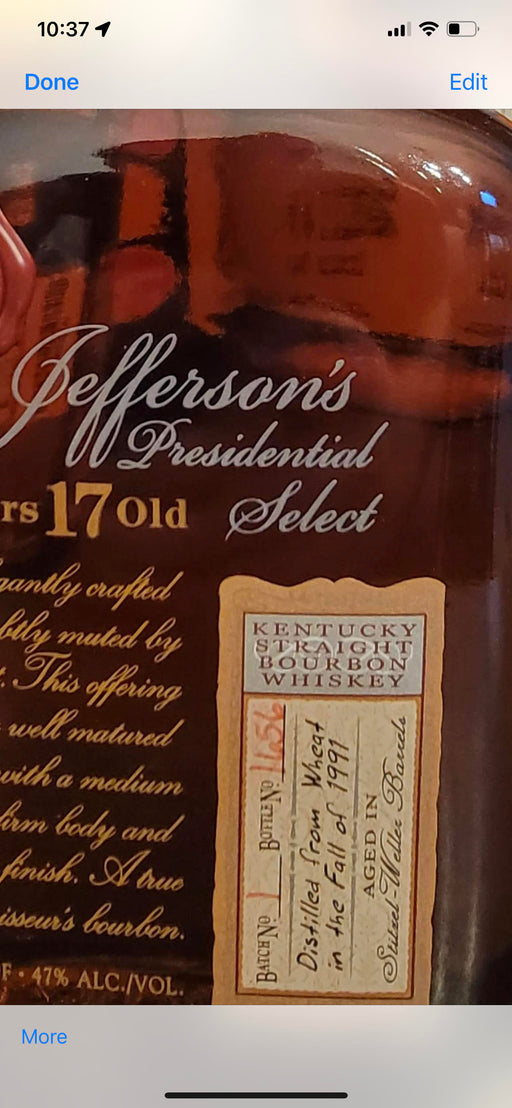 10:37
Done
Edit
Jefferson's
Presidential
Select
rs 17 Old
gantly crafted
btly muted by
. This offering
well matured
with a medium
firm body and
finish. A true
isseur's bourbon.
F • 47% ALC./VOL.
KENTUCKY
STRAIGHT
BOURBON
WHISKEY
BATCH No 1 BOTTLE No 1656
Distilled from Wheat
in the Fall of 1991
AGED IN
Stitzel-Weller Barrels
More